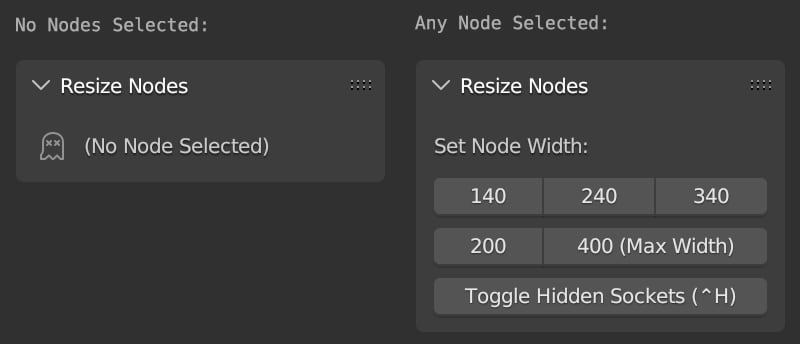 No Nodes Selected:
Resize Nodes
(No Node Selected)
Any Node Selected:
Resize Nodes
Set Node Width:
140 240 340
200 400 (Max Width)
Toggle Hidden Sockets (^H)